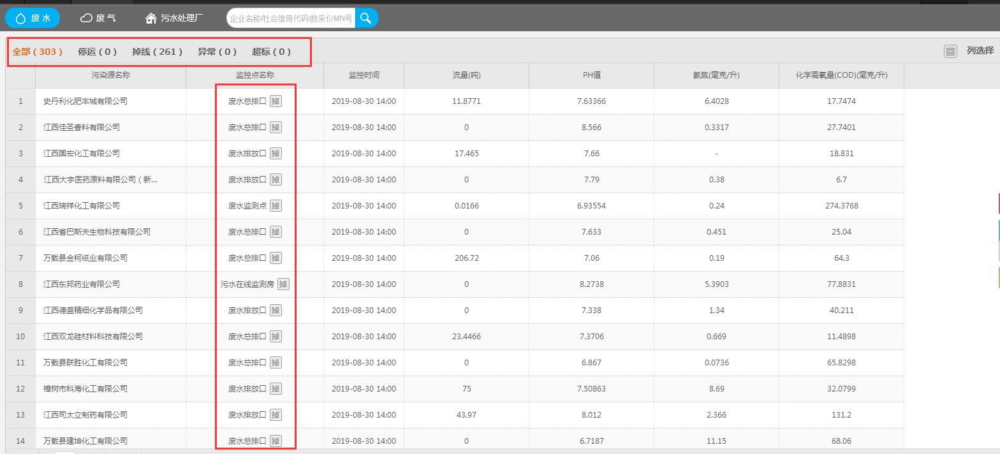 废 水 废 气 污水处理厂 企业名称/社会信用代码/数采仪MN号
全部 ( 303 ) 停运 ( 0 ) 掉线 ( 261 ) 异常 ( 0 ) 超标 ( 0 ) 列选择
污染源名称 监控点名称 监控时间 流量(吨) PH值 氨氮(毫克/升) 化学需氧量(COD)(毫克/升)
1 史丹利化肥丰城有限公司 废水总排口 掉 2019-08-30 14:00 11.8771 7.63366 6.4028 17.7474
2 江西佳圣香料有限公司 废水总排口 掉 2019-08-30 14:00 0 8.566 0.3317 27.7401
3 江西国宏化工有限公司 废水排放口 掉 2019-08-30 14:00 17.465 7.66 - 18.831
4 江西大宇医药原料有限公司 ( 新... 废水排放口 掉 2019-08-30 14:00 0 7.79 0.38 6.7
5 江西瑞祥化工有限公司 废水监测点 掉 2019-08-30 14:00 0.0166 6.93554 0.24 274.3768
6 江西省巴斯夫生物科技有限公司 废水总排口 掉 2019-08-30 14:00 0 7.633 0.451 25.04
7 万载县金柯纸业有限公司 废水总排口 掉 2019-08-30 14:00 206.72 7.06 0.19 64.3
8 江西东邦药业有限公司 污水在线监测房 掉 2019-08-30 14:00 0 8.2738 5.3903 77.8831
9 江西德盛精细化学品有限公司 废水排放口 掉 2019-08-30 14:00 0 7.338 1.34 40.211
10 江西双龙硅材料科技有限公司 废水总排口 掉 2019-08-30 14:00 23.4466 7.3706 0.669 11.4898
11 万载县联胜化工有限公司 废水总排口 掉 2019-08-30 14:00 0 6.867 0.0736 65.8298
12 樟树市科海化工有限公司 废水排放口 掉 2019-08-30 14:00 75 7.50863 8.69 32.0799
13 江西司太立制药有限公司 废水排放口 掉 2019-08-30 14:00 43.97 8.012 2.366 131.2
14 万载县建坤化工有限公司 废水总排口 掉 2019-08-30 14:00 0 6.7187 11.15 68.06